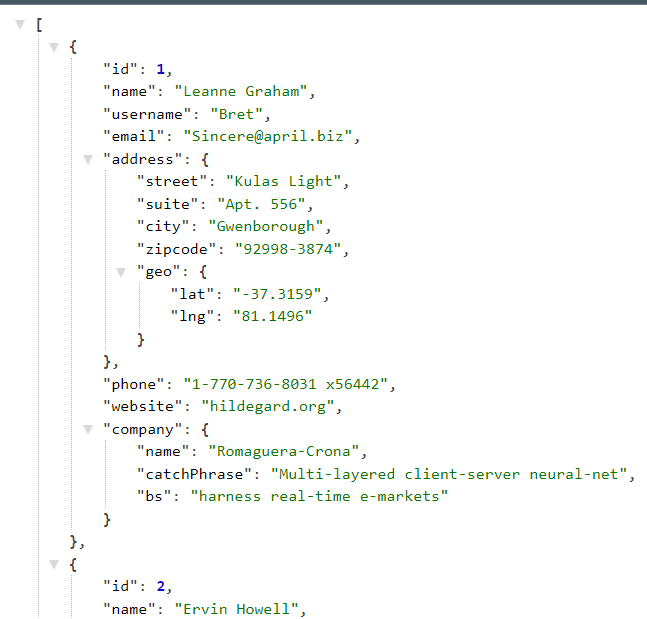 [
{
"id": 1,
"name": "Leanne Graham",
"username": "Bret",
"email": "Sincere@april.biz",
"address": {
"street": "Kulas Light",
"suite": "Apt. 556",
"city": "Gwenborough",
"zipcode": "92998-3874",
"geo": {
"lat": "-37.3159",
"lng": "81.1496"
}
},
"phone": "1-770-736-8031 x56442",
"website": "hildegard.org",
"company": {
"name": "Romaguera-Crona",
"catchPhrase": "Multi-layered client-server neural-net",
"bs": "harness real-time e-markets"
}
},
{
"id": 2,
"name": "Ervin Howell",